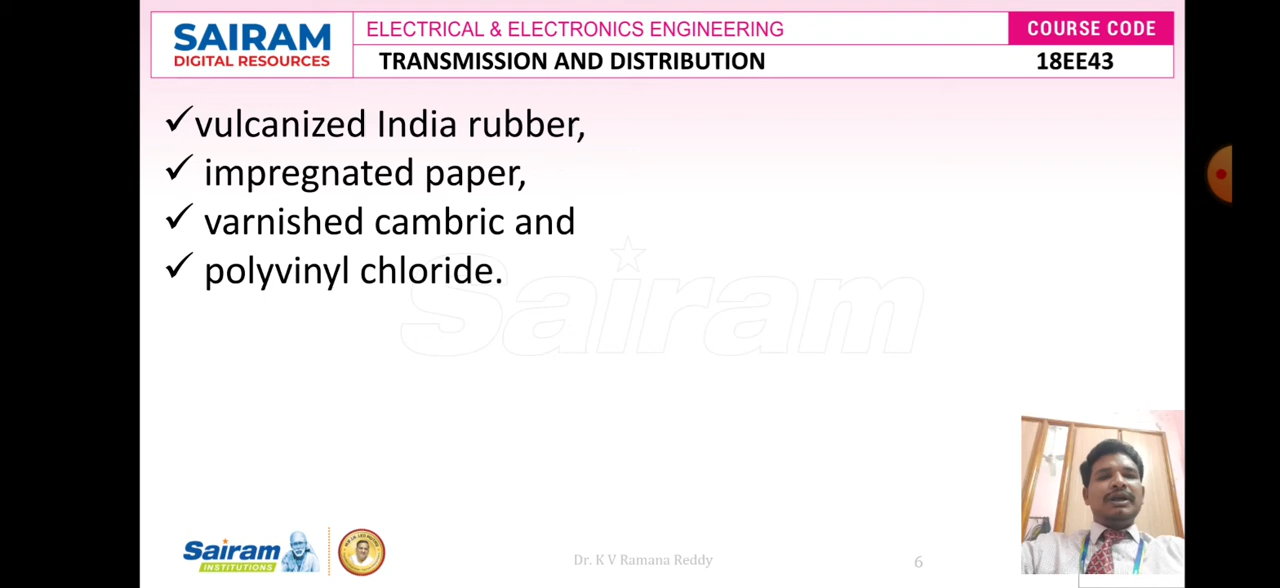 SAIRAM
DIGITAL RESOURCES
ELECTRICAL & ELECTRONICS ENGINEERING
COURSE CODE
TRANSMISSION AND DISTRIBUTION
18EE43
✓vulcanized India rubber,
✓ impregnated paper,
✓ varnished cambric and
✓ polyvinyl chloride.
Sairam
Sairam
INSTITUTIONS
Dr. K V Ramana Reddy
6